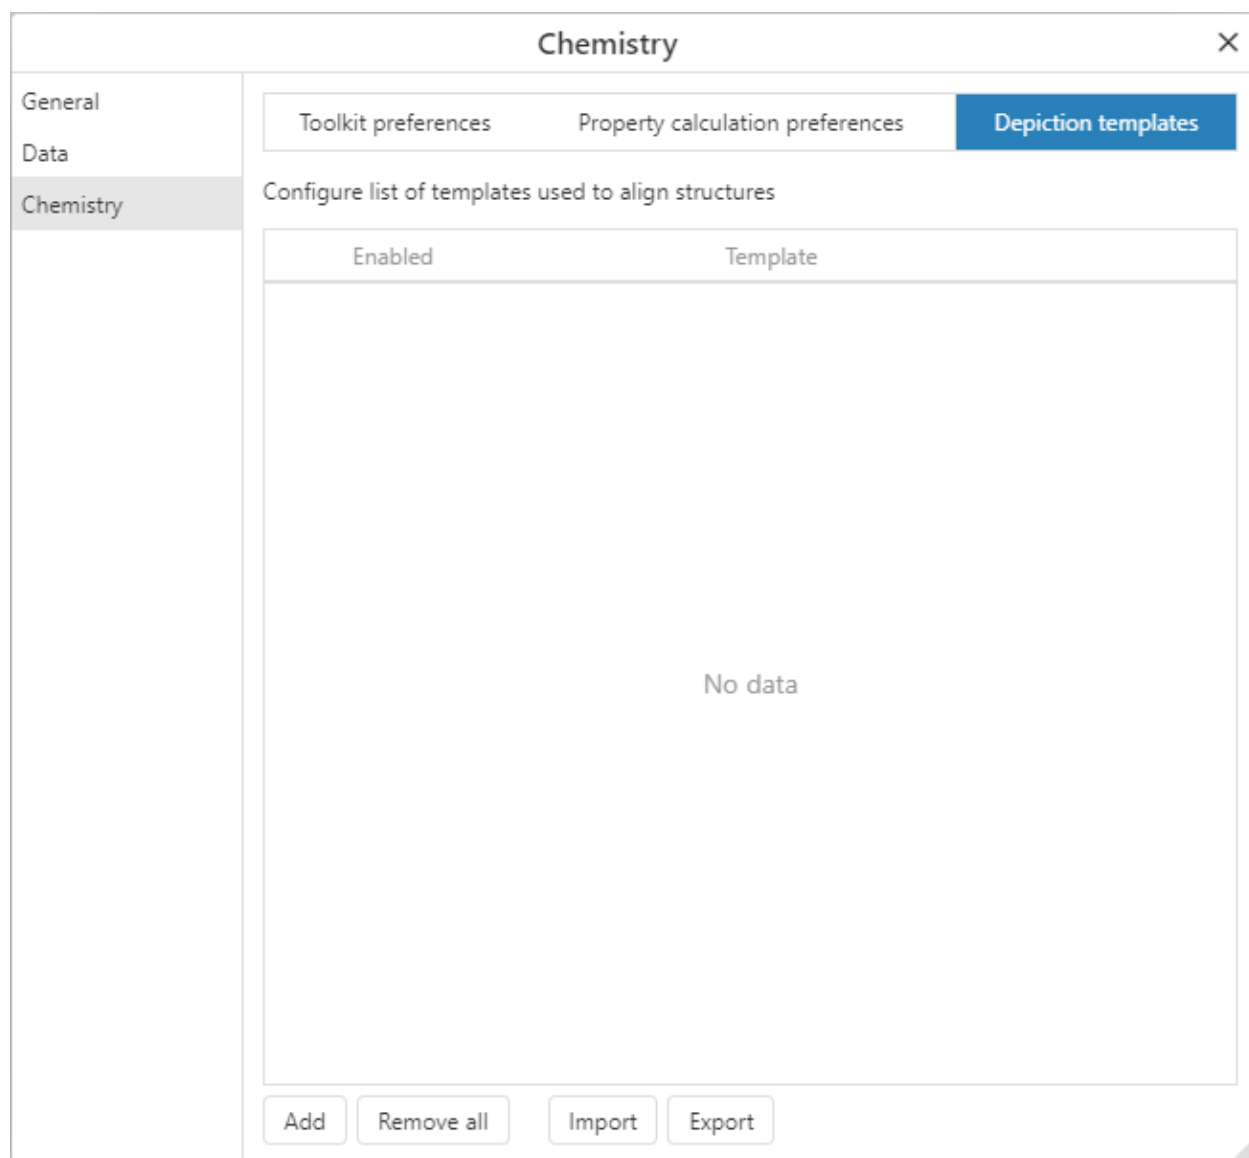 Chemistry
General
Data
Chemistry
Toolkit preferences
Property calculation preferences
Depiction templates
Configure list of templates used to align structures
Enabled
Template
No data
Add
Remove all
Import
Export